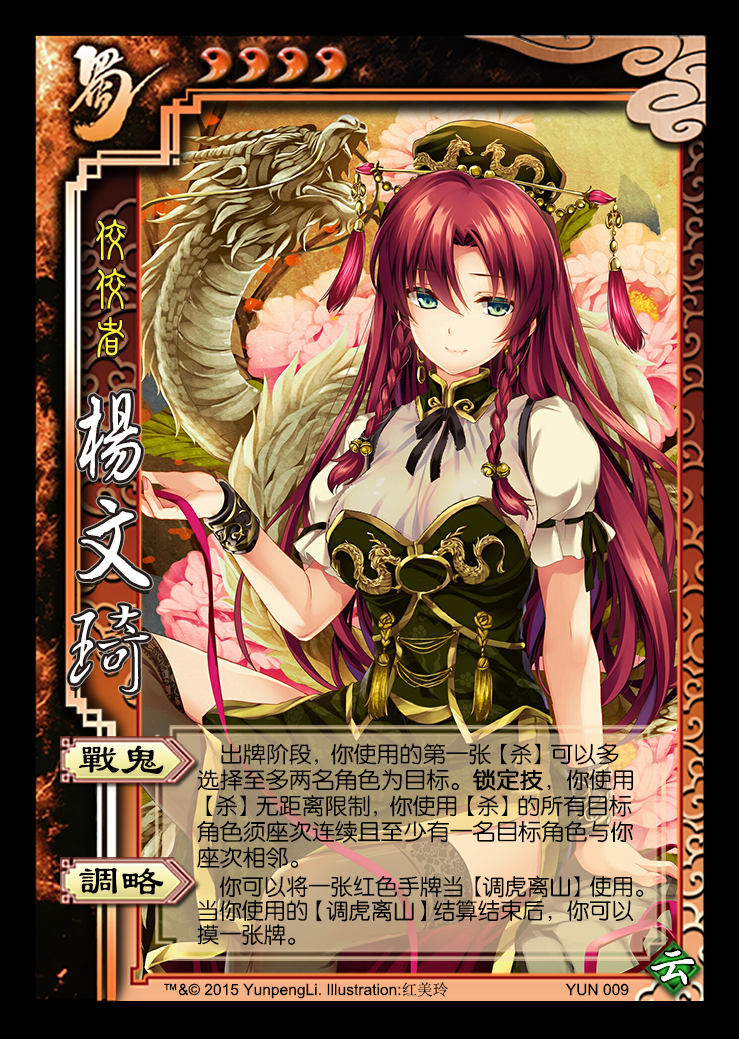 蜀
佼佼者
楊文琦
戰鬼
出牌阶段，你使用的第一张【杀】可以多
选择至多两名角色为目标。锁定技，你使用
【杀】无距离限制，你使用【杀】的所有目标
角色须座次连续且至少有一名目标角色与你
座次相邻。
調略
你可以将一张红色手牌当【调虎离山】使用。
当你使用的【调虎离山】结算结束后，你可以
摸一张牌。
云
™&© 2015 YunpengLi. Illustration:红美玲
YUN 009